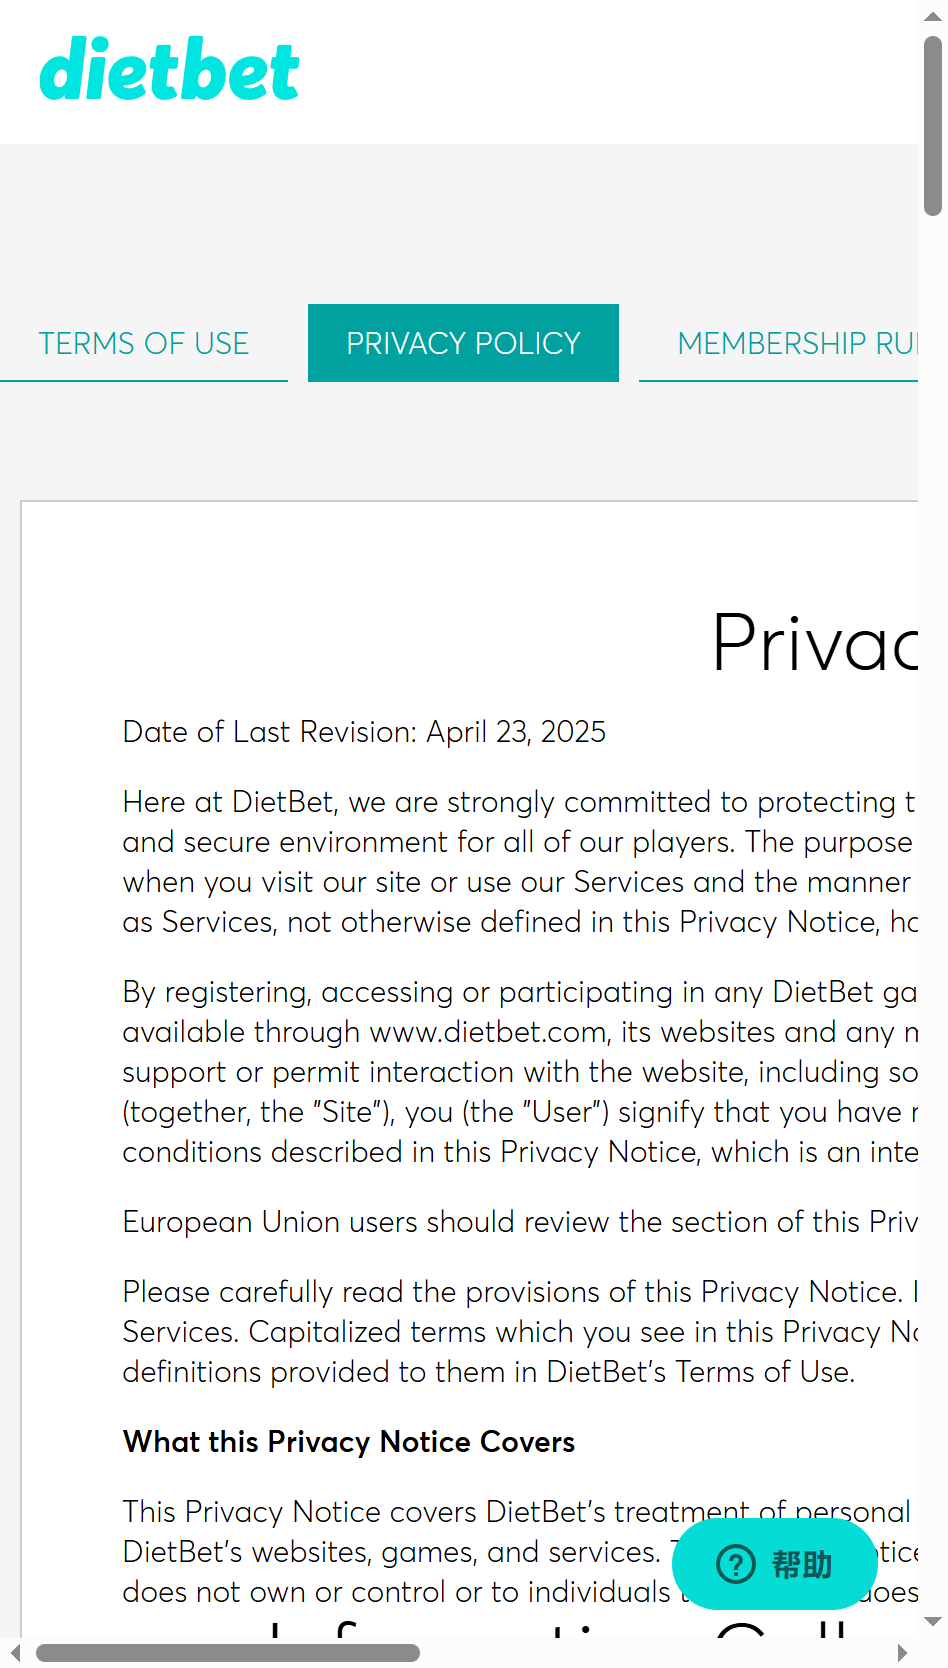 dietbet
TERMS OF USE
PRIVACY POLICY
MEMBERSHIP
Date of Last Revision: April 23, 2025
Here at DietBet, we are strongly committed to protecting
and secure environment for all of our players. The purpose
when you visit our site or use our Services and the manner
as Services, not otherwise defined in this Privacy Notice,
By registering, accessing or participating in any DietBet
available through www.dietbet.com, its websites and any
support or permit interaction with the website, including
(together, the "Site"), you (the "User") signify that you have
conditions described in this Privacy Notice, which is an
European Union users should review the section of this
Please carefully read the provisions of this Privacy Notice.
Services. Capitalized terms which you see in this Privacy
definitions provided to them in DietBet's Terms of Use.
What this Privacy Notice Covers
This Privacy Notice covers DietBet's treatment of personal
DietBet's websites, games, and services.
does not own or control or to individuals
帮助